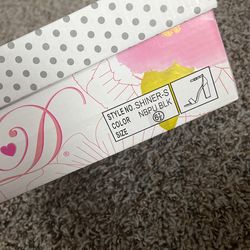 STYLE NO. SHINER-S
COLOR NBPU.BLK
SIZE 6½